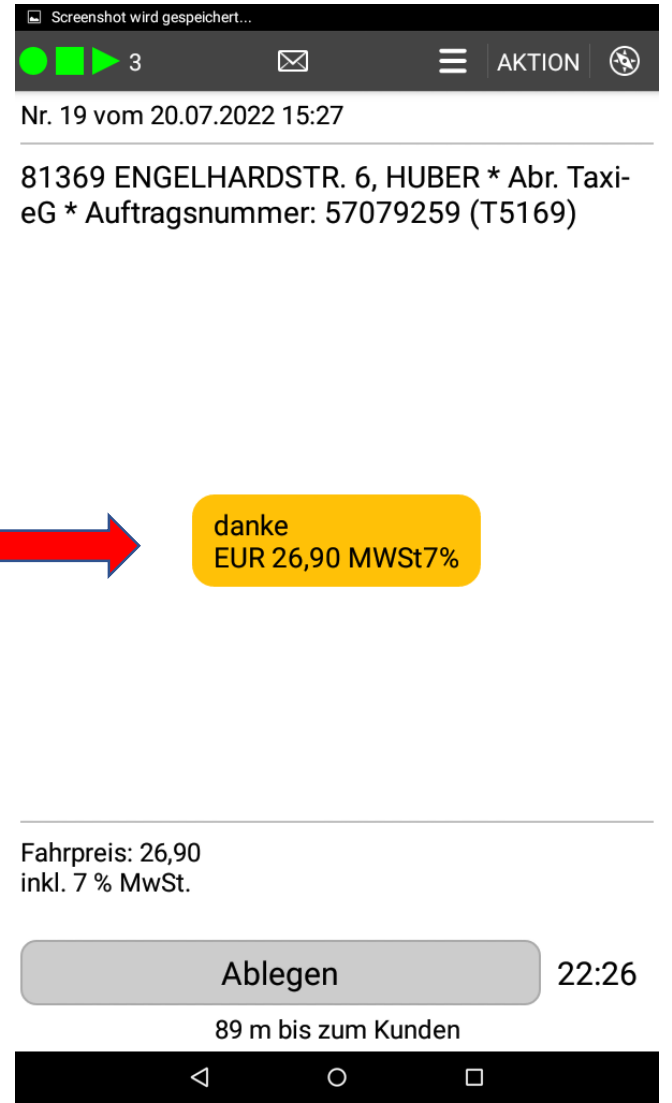 Screenshot wird gespeichert...
3
AKTION
Nr. 19 vom 20.07.2022 15:27
81369 ENGELHARDSTR. 6, HUBER * Abr. Taxi-
eG * Auftragsnummer: 57079259 (T5169)
danke
EUR 26,90 MWSt7%
Fahrpreis: 26,90
inkl. 7 % MwSt.
Ablegen
22:26
89 m bis zum Kunden